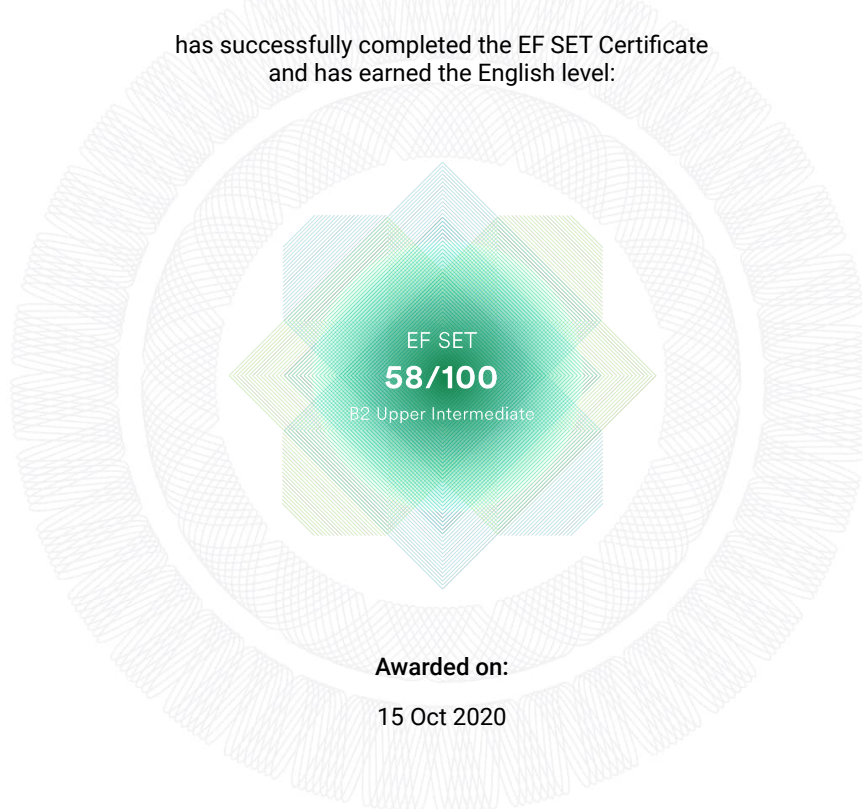 has successfully completed the EF SET Certificate
and has earned the English level:
EF SET
58/100
B2 Upper Intermediate
Awarded on:
15 Oct 2020